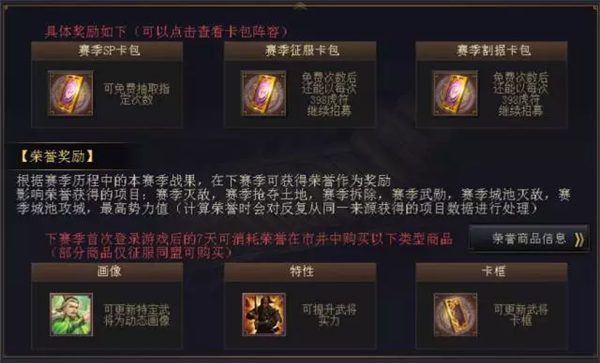 具体奖励如下（可以点击查看卡包阵容）
赛季SP卡包
赛季征服卡包
赛季割据卡包
可免费抽取指
定次数
免费次数后
还能以每次
398虎符
继续招募
免费次数后
还能以每次
398虎符
继续招募
【荣誉奖励】
根据赛季历程中的本赛季战果，在下赛季可获得荣誉作为奖励
影响荣誉获得的项目：赛季灭敌，赛季抢夺土地，赛季拆除，赛季武勋，赛季城池灭敌，赛
季城池攻城，最高势力值（计算荣誉时会对反复从同一来源获得的项目数据进行处理）
下赛季首次登录游戏后的7天可消耗荣誉在市井中购买以下类型商品
（部分商品仅征服同盟可购买）
荣誉商品信息
画像
特性
卡框
可更新特定武
将为动态画像
可提升武将
实力
可更新武将
卡框